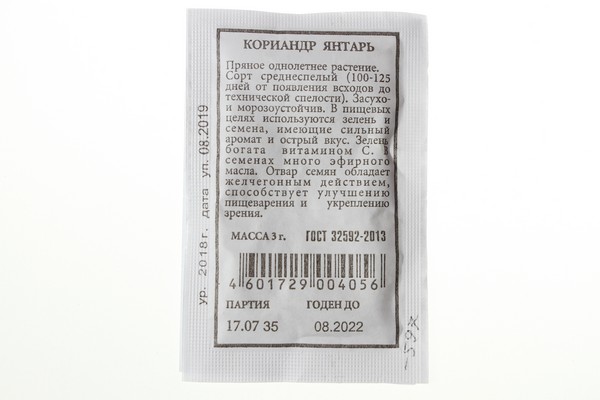 КОРИАНДР ЯНТАРЬ
Пряное однолетнее растение.
Сорт среднеспелый (100-125
дней от появления всходов до
технической спелости). Засухо-
и морозоустойчив. В пищевых
целях используются зелень и
семена, имеющие сильный
аромат и острый вкус. Зелень
богата витамином С. В
семенах много эфирного
масла. Отвар семян обладает
желчегонным действием,
способствует улучшению
пищеварения и укреплению
зрения.
МАССА 3 г. ГОСТ 32592-2013
4 601729 004056
ПАРТИЯ ГОДЕН ДО
17.07 35 08.2022
ур. 2018 г. дата уп. 08.2019
-597